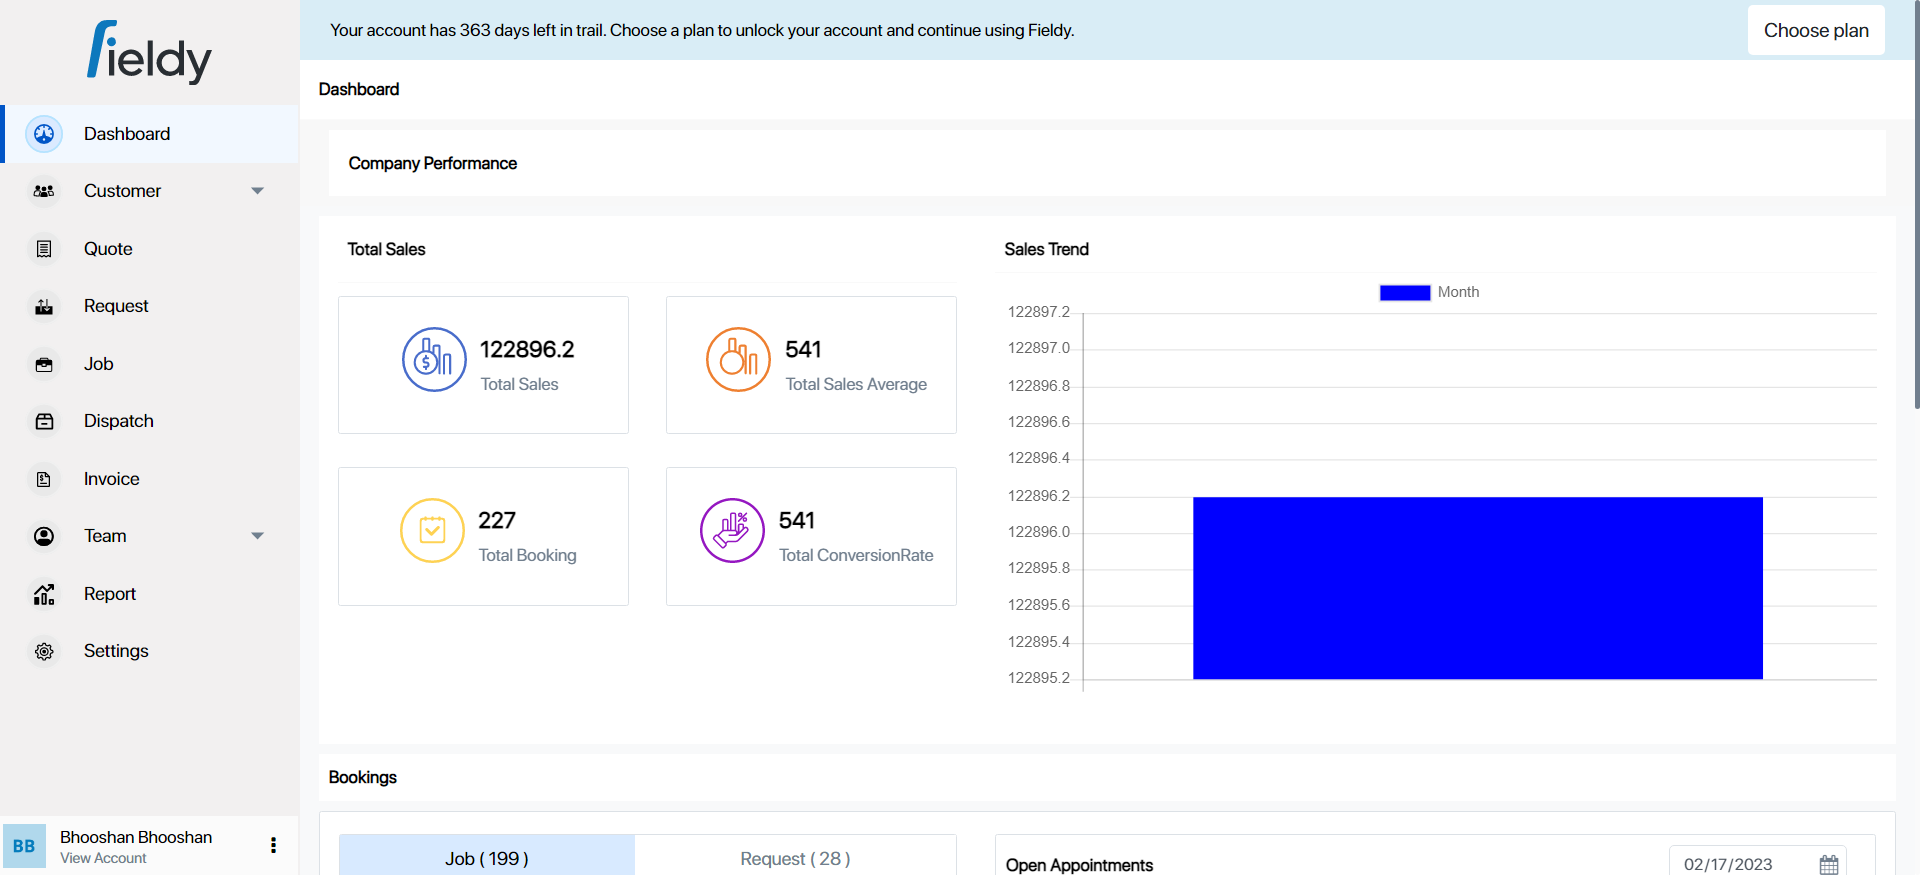 fieldy
Your account has 363 days left in trail. Choose a plan to unlock your account and continue using Fieldy.
Choose plan
Dashboard
Customer
Quote
Request
Job
Dispatch
Invoice
Team
Report
Settings
BB
Bhooshan Bhooshan
View Account
Dashboard
Company Performance
Total Sales
122896.2
Total Sales
541
Total Sales Average
227
Total Booking
541
Total ConversionRate
Sales Trend
Month
122897.2
122897.0
122896.8
122896.6
122896.4
122896.2
122896.0
122895.8
122895.6
122895.4
122895.2
Bookings
Job ( 199 )
Request ( 28 )
Open Appointments
02/17/2023